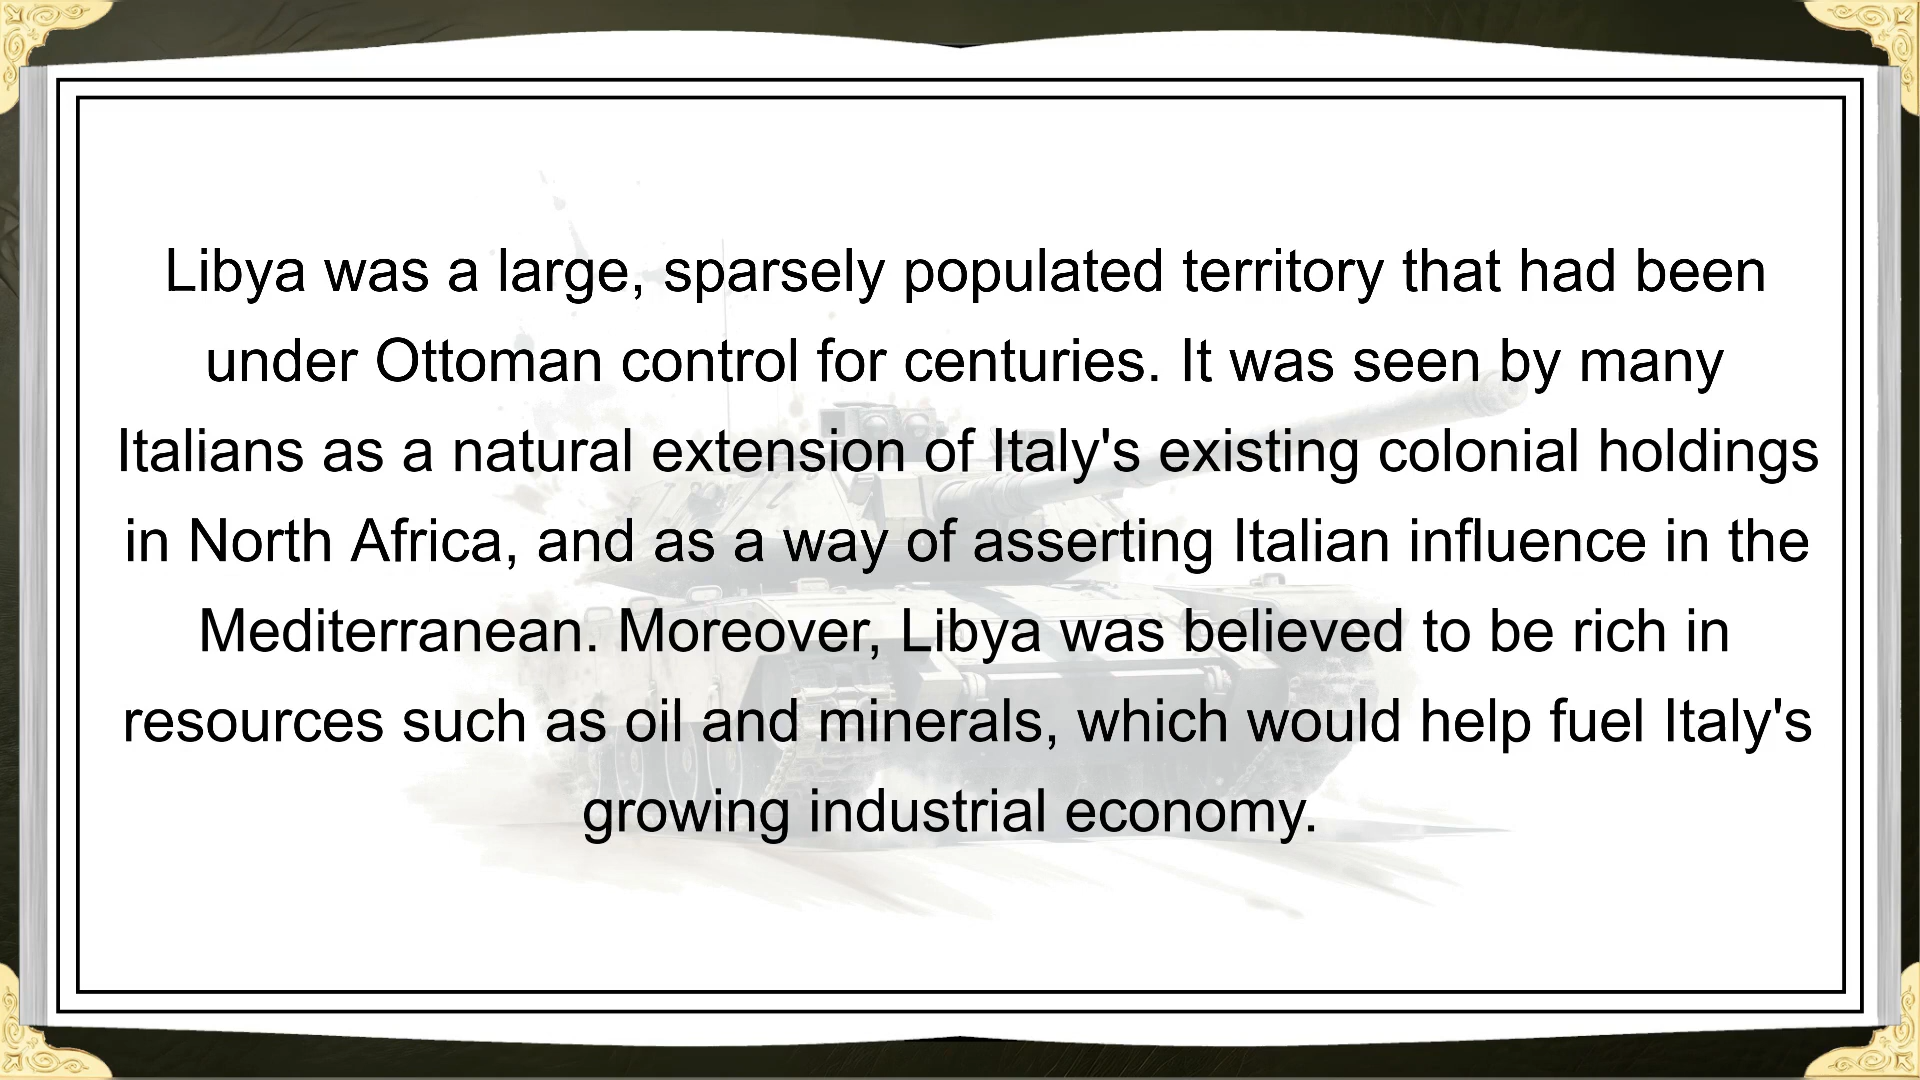 Libya was a large, sparsely populated territory that had been
under Ottoman control for centuries. It was seen by many
Italians as a natural extension of Italy's existing colonial holdings
in North Africa, and as a way of asserting Italian influence in the
Mediterranean. Moreover, Libya was believed to be rich in
resources such as oil and minerals, which would help fuel Italy's
growing industrial economy.